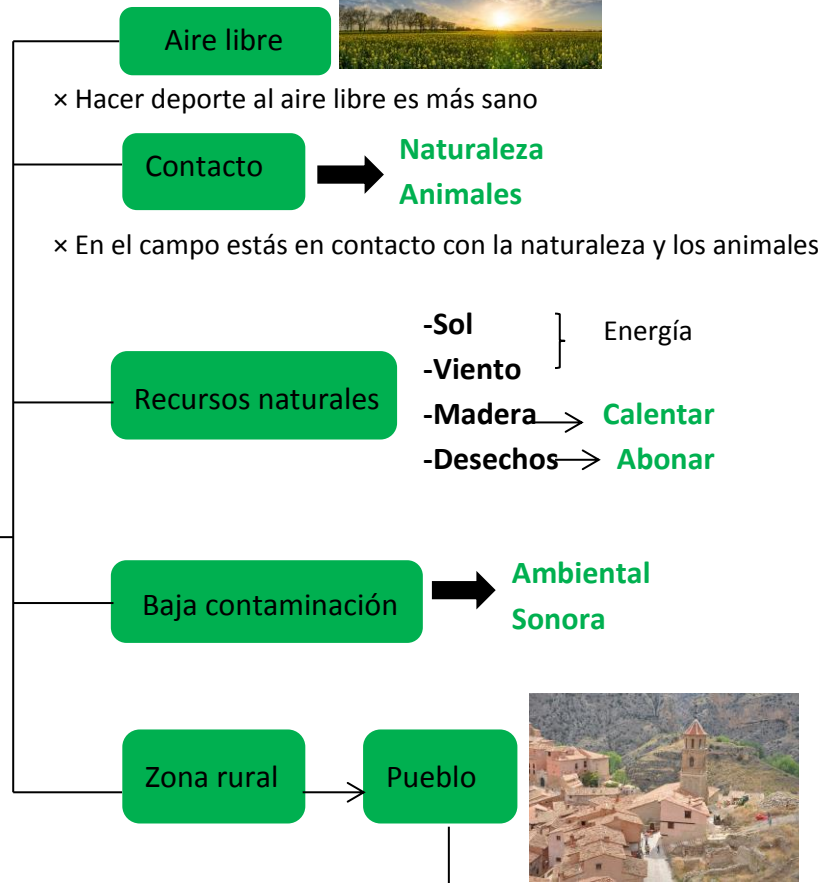 Aire libre
× Hacer deporte al aire libre es más sano
Contacto
Naturaleza
Animales
× En el campo estás en contacto con la naturaleza y los animales
Recursos naturales
-Sol
-Viento
Energía
-Madera
Calentar
-Desechos
Abonar
Baja contaminación
Ambiental
Sonora
Zona rural
Pueblo